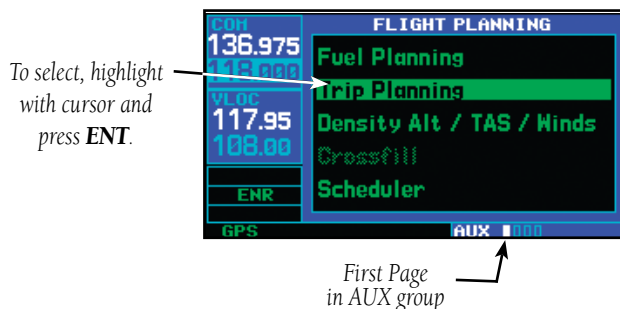 COM
136.975
118.000
VLOC
117.95
108.00
ENR
GPS
FLIGHT PLANNING
Fuel Planning
Trip Planning
Density Alt / TAS / Winds
Crossfill
Scheduler
AUX
To select, highlight
with cursor and
press ENT.
First Page
in AUX group